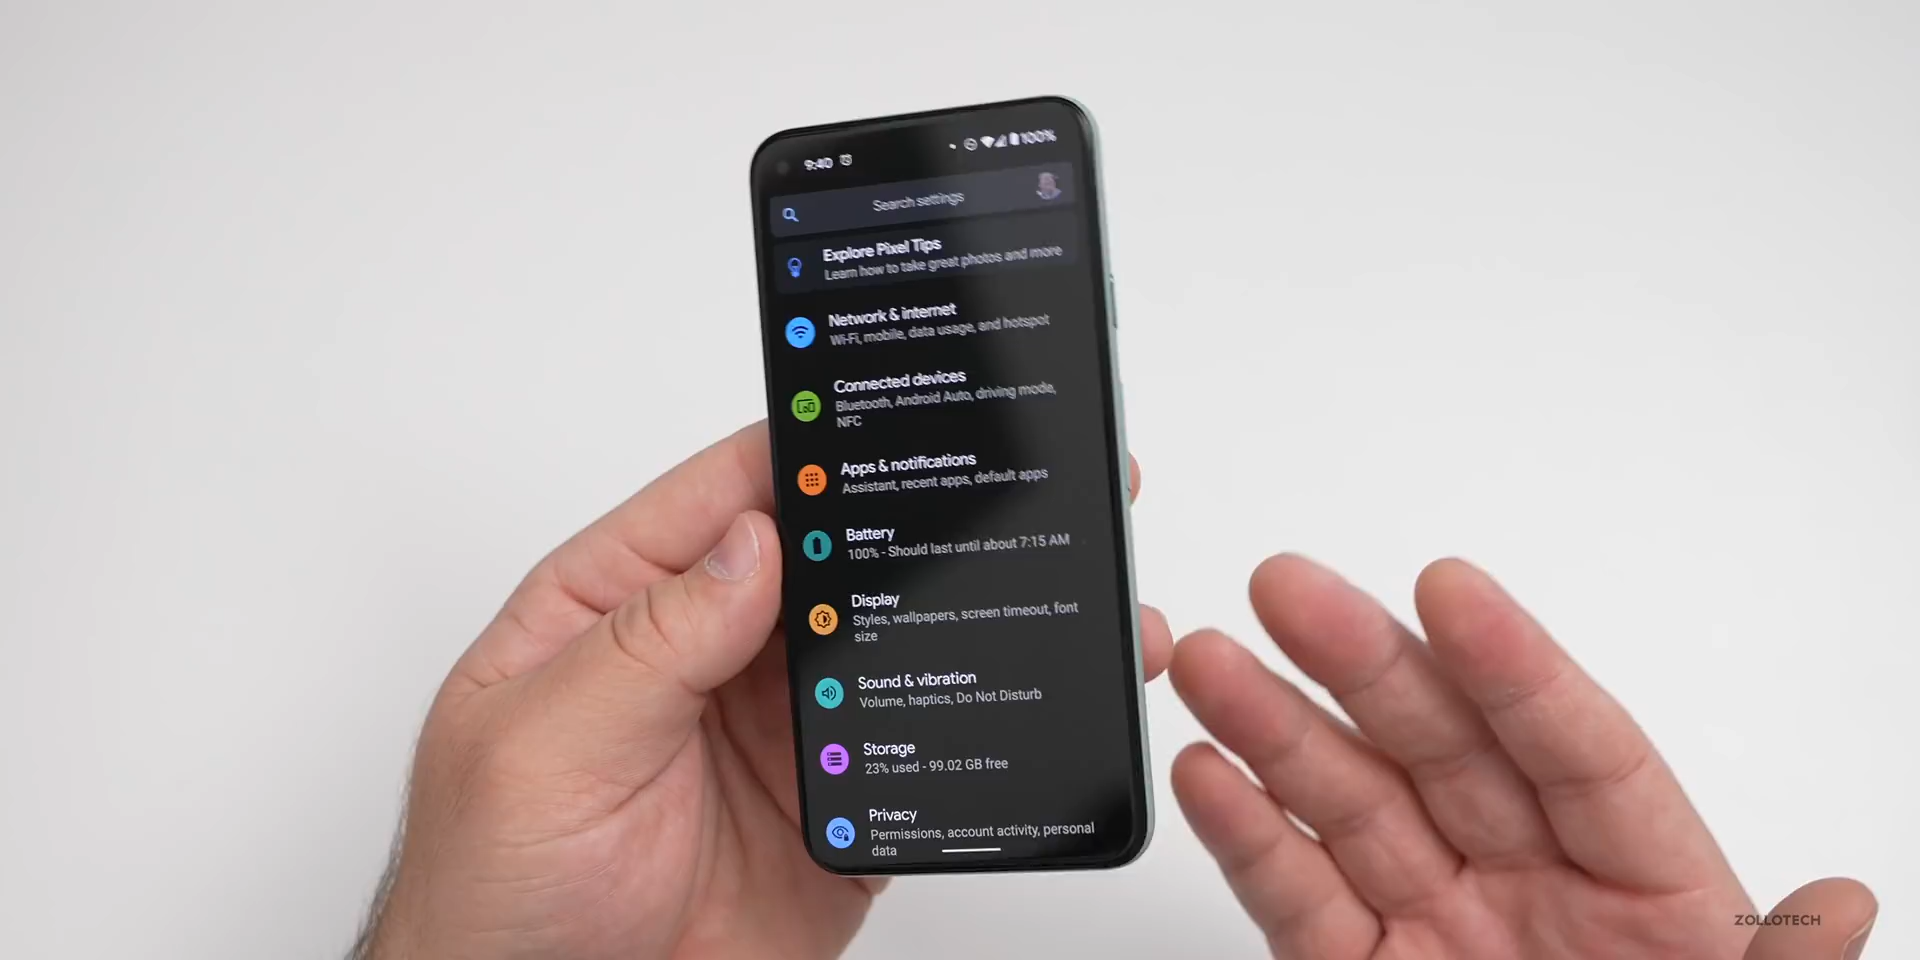 9:40
100%
Search settings
Explore Pixel Tips
Learn how to take great photos and more
Network & internet
Wi-Fi, mobile, data usage, and hotspot
Connected devices
Bluetooth, Android Auto, driving mode,
NFC
Apps & notifications
Assistant, recent apps, default apps
Battery
100% - Should last until about 7:15 AM
Display
Styles, wallpapers, screen timeout, font
size
Sound & vibration
Volume, haptics, Do Not Disturb
Storage
23% used - 99.02 GB free
Privacy
Permissions, account activity, personal
data
ZOLLOTECH